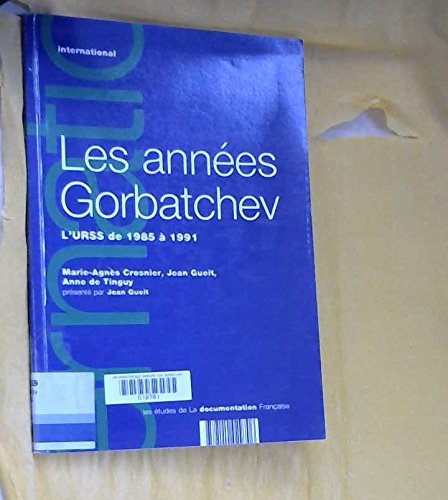 international
Les années
Gorbatchev
L'URSS de 1985 à 1991
Marie-Agnès Crosnier, Jean Gueit,
Anne de Tinguy
présenté par Jean Gueit
les études de La documentation Française